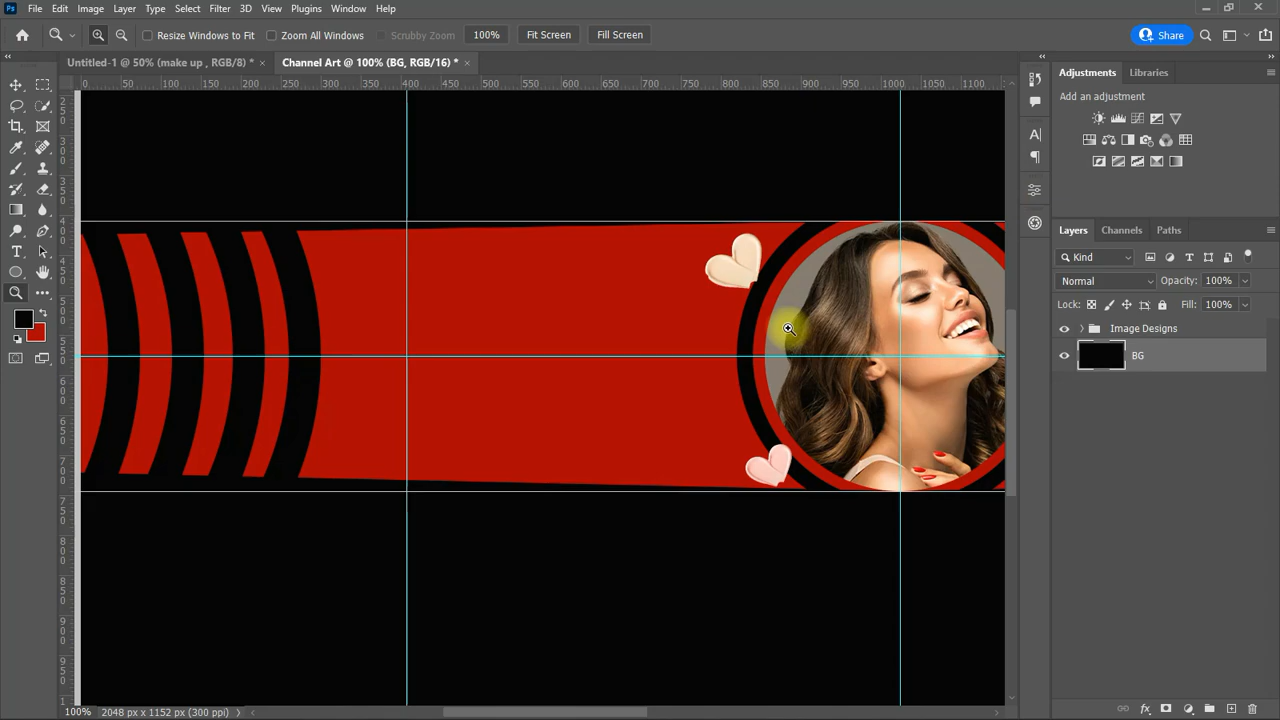 Ps File Edit Image Layer Type Select Filter 3D View Plugins Window Help
Resize Windows to Fit Zoom All Windows Scrubby Zoom 100% Fit Screen Fill Screen Share
Untitled-1 @ 50% (make up , RGB/8) * × Channel Art @ 100% (BG, RGB/16) * ×
Adjustments Libraries
0 50 100 150 200 250 300 350 400 450 500 550 600 650 700 750 800 850 900 950 1000 1050 1100
Add an adjustment
Layers Channels Paths
Kind
Normal Opacity: 100%
Lock: Fill: 100%
Image Designs
BG
100% 2048 px x 1152 px (300 ppi)